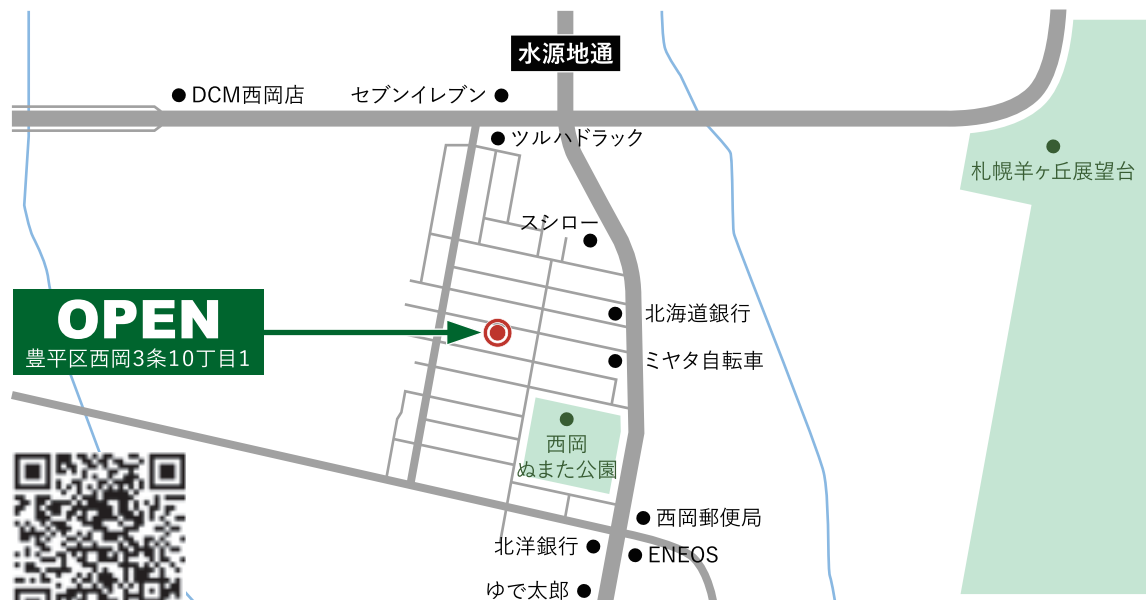 水源地通
DCM西岡店
セブンイレブン
ツルハドラック
札幌羊ヶ丘展望台
スシロー
OPEN
豊平区西岡3条10丁目1
北海道銀行
ミヤタ自転車
西岡
ぬまた公園
西岡郵便局
北洋銀行
ENEOS
ゆで太郎